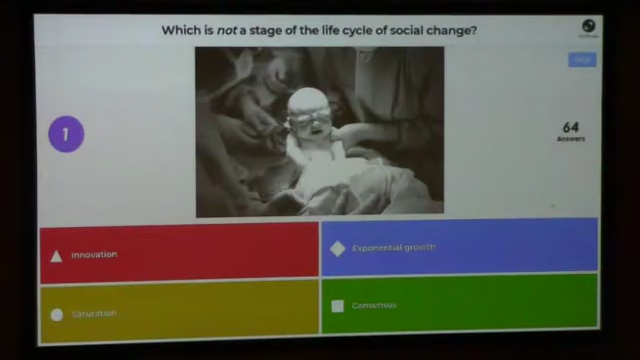 Which is not a stage of the life cycle of social change?
1
64
Answers
Innovation
Exponential growth
Saturation
Consensus